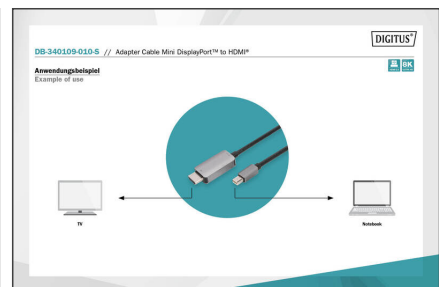 DIGITUS®
DB-340109-010-S // Adapter Cable Mini DisplayPort™ to HDMI®
8K
Anwendungsbeispiel
Example of use
TV
Notebook